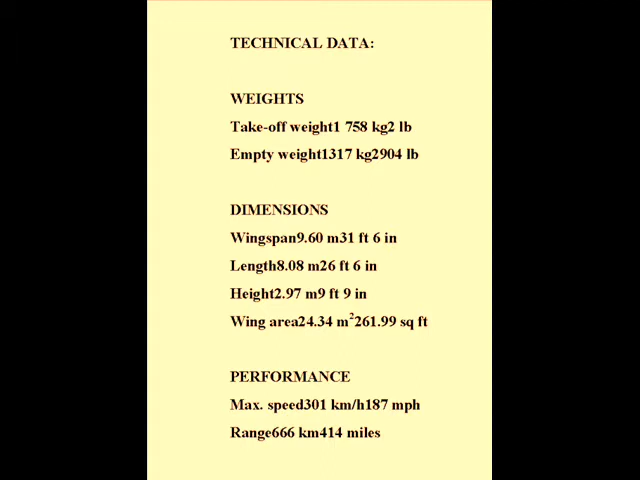 TECHNICAL DATA:
WEIGHTS
Take-off weight1 758 kg2 lb
Empty weight1317 kg2904 lb
DIMENSIONS
Wingspan9.60 m31 ft 6 in
Length8.08 m26 ft 6 in
Height2.97 m9 ft 9 in
Wing area24.34 m²261.99 sq ft
PERFORMANCE
Max. speed301 km/h187 mph
Range666 km414 miles